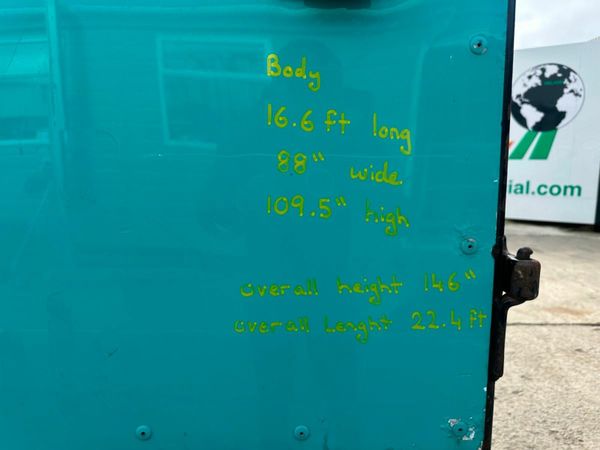 Body
16.6 ft long
88" wide
109.5" high
overall height 146"
overall Lenght 22.4 ft
ial.com